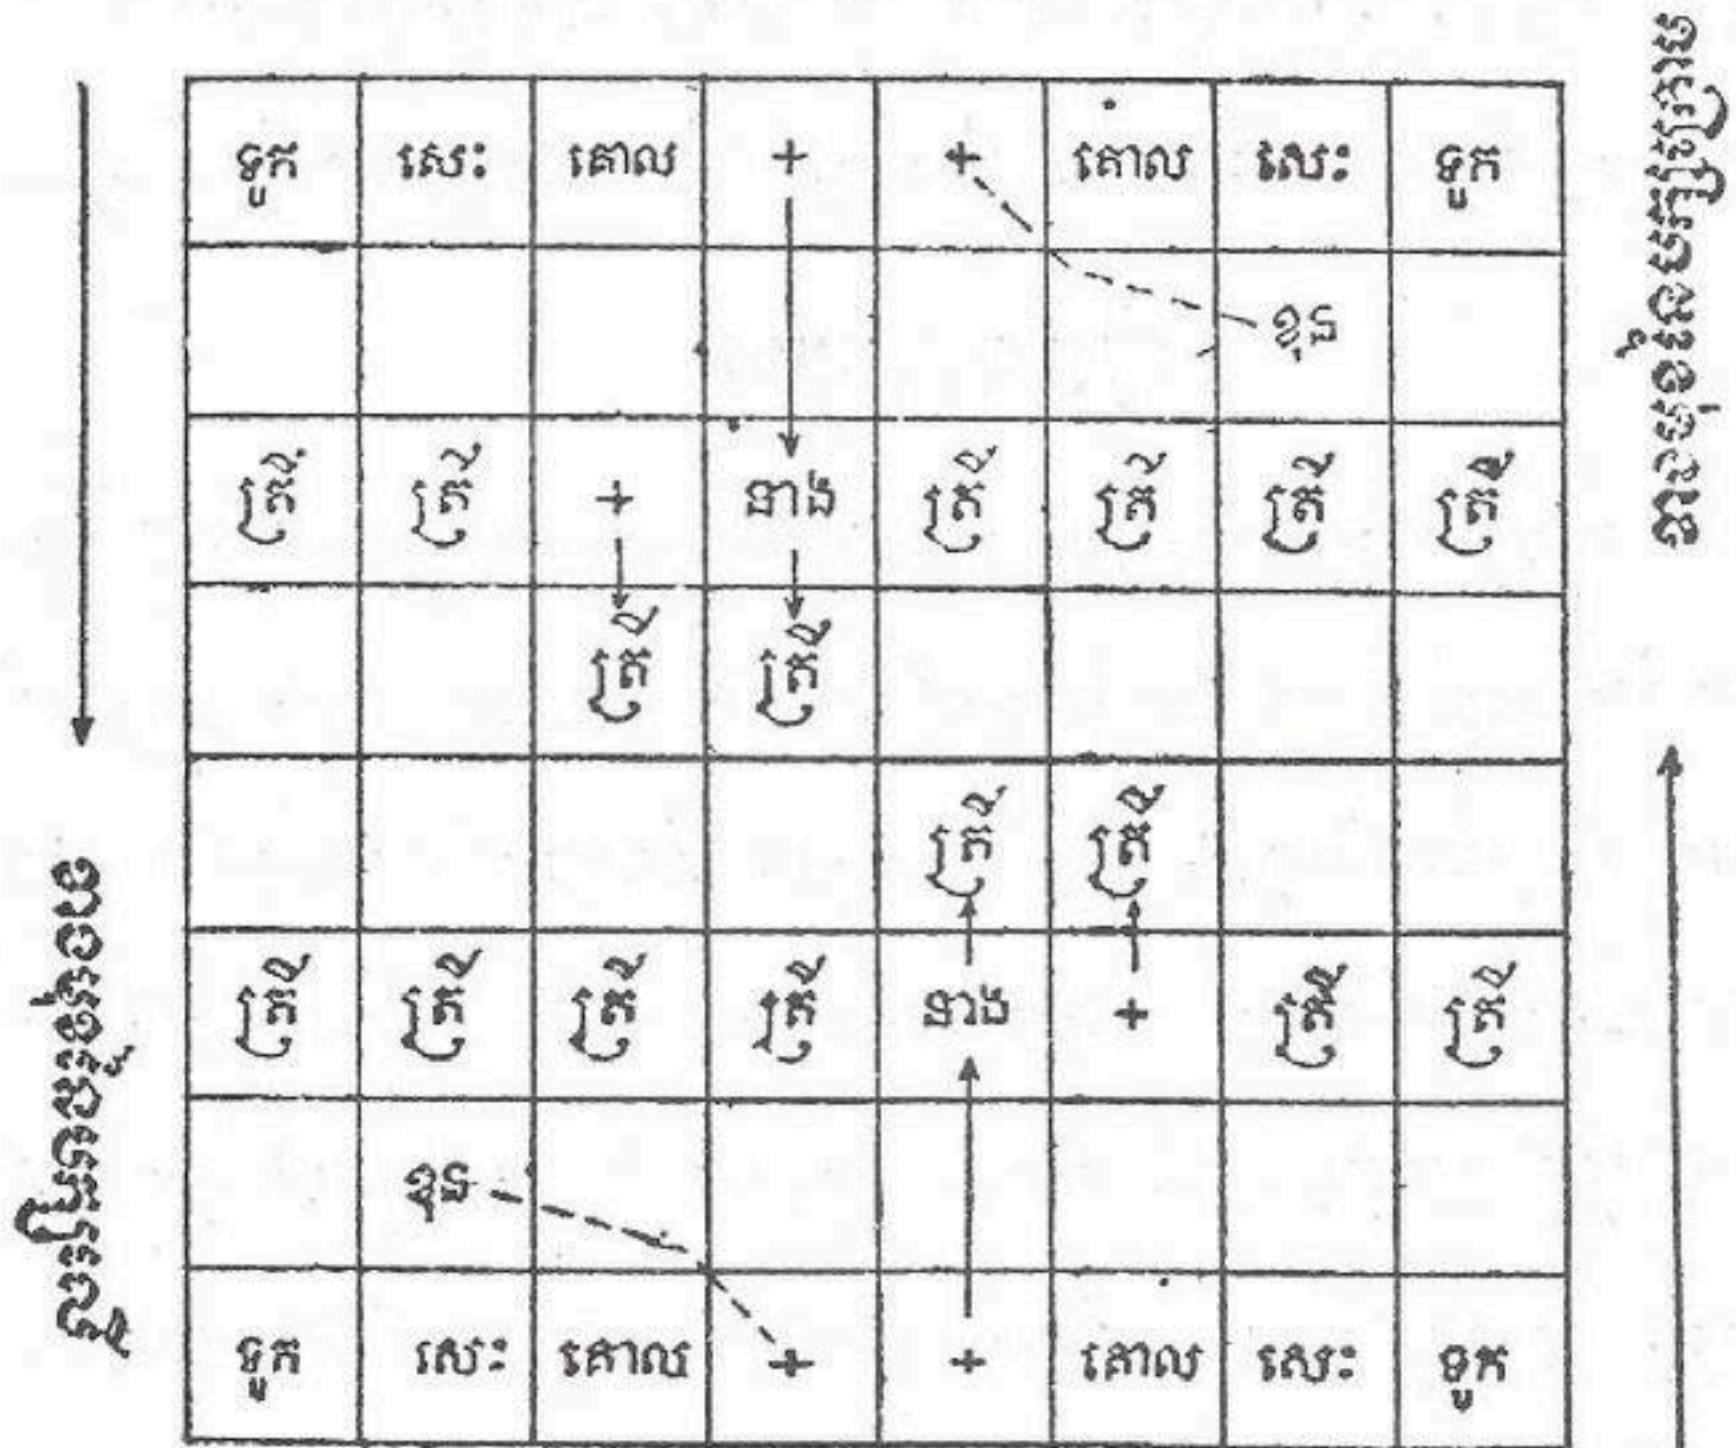 ទូក សេះ គោល + + គោល សេះ ទូក
ខុន
ត្រី ត្រី + នាង ត្រី ត្រី ត្រី ត្រី
ត្រី ត្រី
ត្រី ត្រី
ត្រី ត្រី ត្រី ត្រី នាង + ត្រី ត្រី
ខុន
ទូក សេះ គោល + + គោល សេះ ទូក